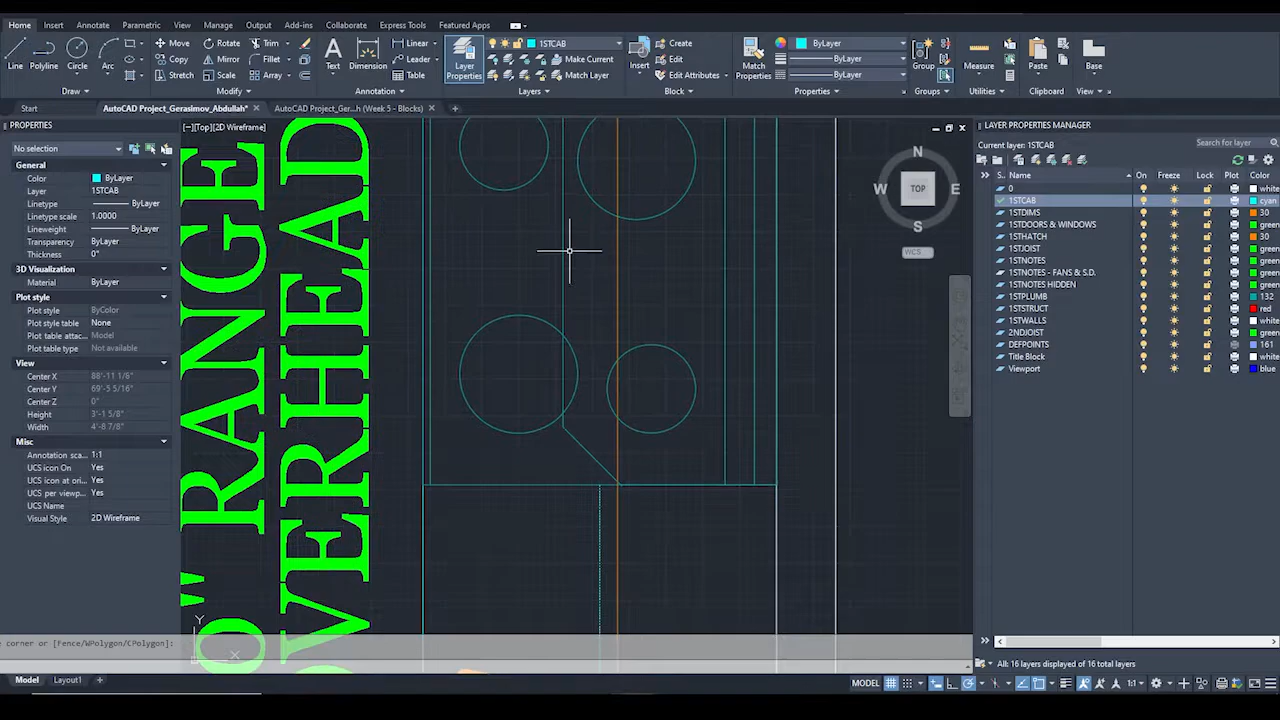 Home Insert Annotate Parametric View Manage Output Add-ins Collaborate Express Tools Featured Apps
Line Polyline Circle Arc
Move Rotate Trim
Copy Mirror Fillet
Stretch Scale Array
Text Dimension
Linear
Leader
Table
Layer Properties
1STCAB
Make Current
Match Layer
Insert
Create
Edit
Edit Attributes
Match Properties
ByLayer
ByLayer
ByLayer
Group
Measure
Paste
Base
Draw Modify Annotation Layers Block Properties Groups Utilities Clipboard View
Start AutoCAD Project_Gerasimov_Abdullah* AutoCAD Project_Ger...h (Week 5 - Blocks)
PROPERTIES
No selection
General
Color ByLayer
Layer 1STCAB
Linetype ByLayer
Linetype scale 1.0000
Lineweight ByLayer
Transparency ByLayer
Thickness 0"
3D Visualization
Material ByLayer
Plot style
Plot style ByColor
Plot style table None
Plot table attac... Model
Plot table type Not available
View
Center X 88'-11 1/8"
Center Y 69'-5 5/16"
Center Z 0"
Height 3'-1 5/8"
Width 4'-8 7/8"
Misc
Annotation sca... 1:1
UCS icon On Yes
UCS icon at ori... Yes
UCS per viewp... Yes
UCS Name
Visual Style 2D Wireframe
[−][Top][2D Wireframe]
0" RANGE
OVERHEAD
N
W TOP E
S
WCS
Y
X
LAYER PROPERTIES MANAGER
Current layer: 1STCAB
Search for layer
S.. Name On Freeze Lock Plot Color
0 white
1STCAB cyan
1STDIMS 30
1STDOORS & WINDOWS green
1STHATCH 30
1STJOIST green
1STNOTES green
1STNOTES - FANS & S.D. green
1STNOTES HIDDEN green
1STPLUMB 132
1STSTRUCT red
1STWALLS white
2NDJOIST green
DEFPOINTS 161
Title Block white
Viewport blue
All: 16 layers displayed of 16 total layers
e corner or [Fence/WPolygon/CPolygon]:
Model Layout1
MODEL 1:1